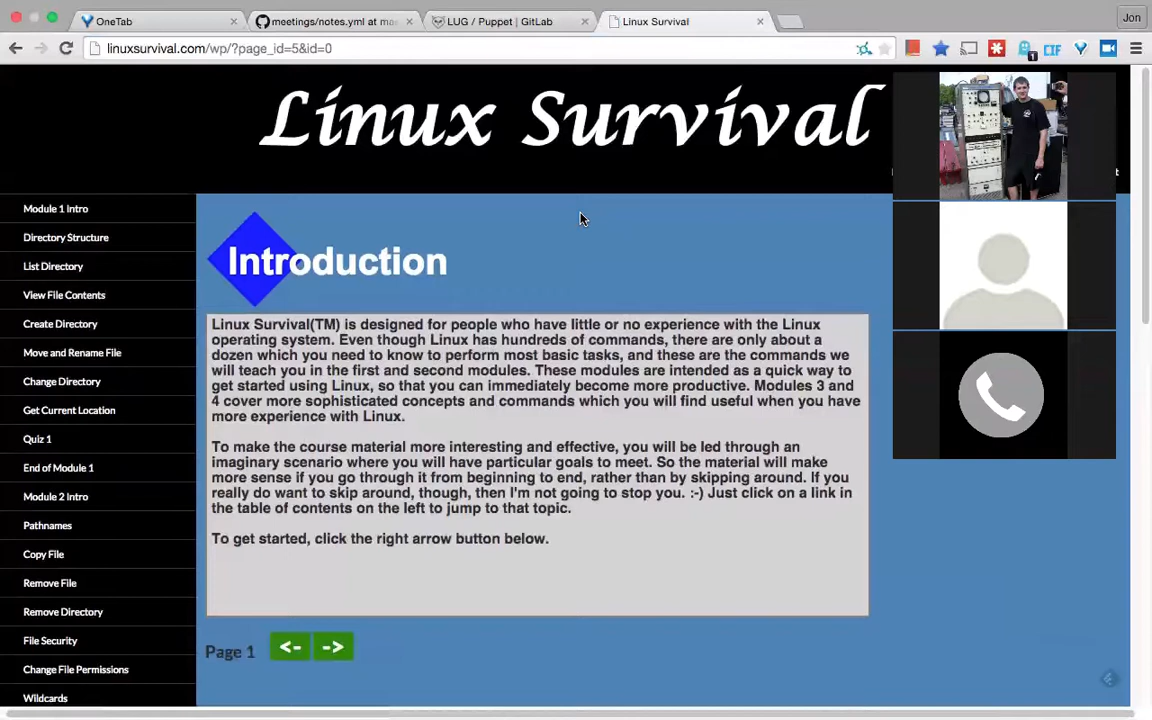 OneTab
meetings/notes.yml at mas
LUG / Puppet | GitLab
Linux Survival
Jon
linuxsurvival.com/wp/?page_id=5&id=0
CIF
1
Linux Survival
t
Module 1 Intro
Directory Structure
List Directory
View File Contents
Create Directory
Move and Rename File
Change Directory
Get Current Location
Quiz 1
End of Module 1
Module 2 Intro
Pathnames
Copy File
Remove File
Remove Directory
File Security
Change File Permissions
Wildcards
Introduction
Linux Survival(TM) is designed for people who have little or no experience with the Linux
operating system. Even though Linux has hundreds of commands, there are only about a
dozen which you need to know to perform most basic tasks, and these are the commands we
will teach you in the first and second modules. These modules are intended as a quick way to
get started using Linux, so that you can immediately become more productive. Modules 3 and
4 cover more sophisticated concepts and commands which you will find useful when you have
more experience with Linux.
To make the course material more interesting and effective, you will be led through an
imaginary scenario where you will have particular goals to meet. So the material will make
more sense if you go through it from beginning to end, rather than by skipping around. If you
really do want to skip around, though, then I'm not going to stop you. :-) Just click on a link in
the table of contents on the left to jump to that topic.
To get started, click the right arrow button below.
Page 1 <- ->